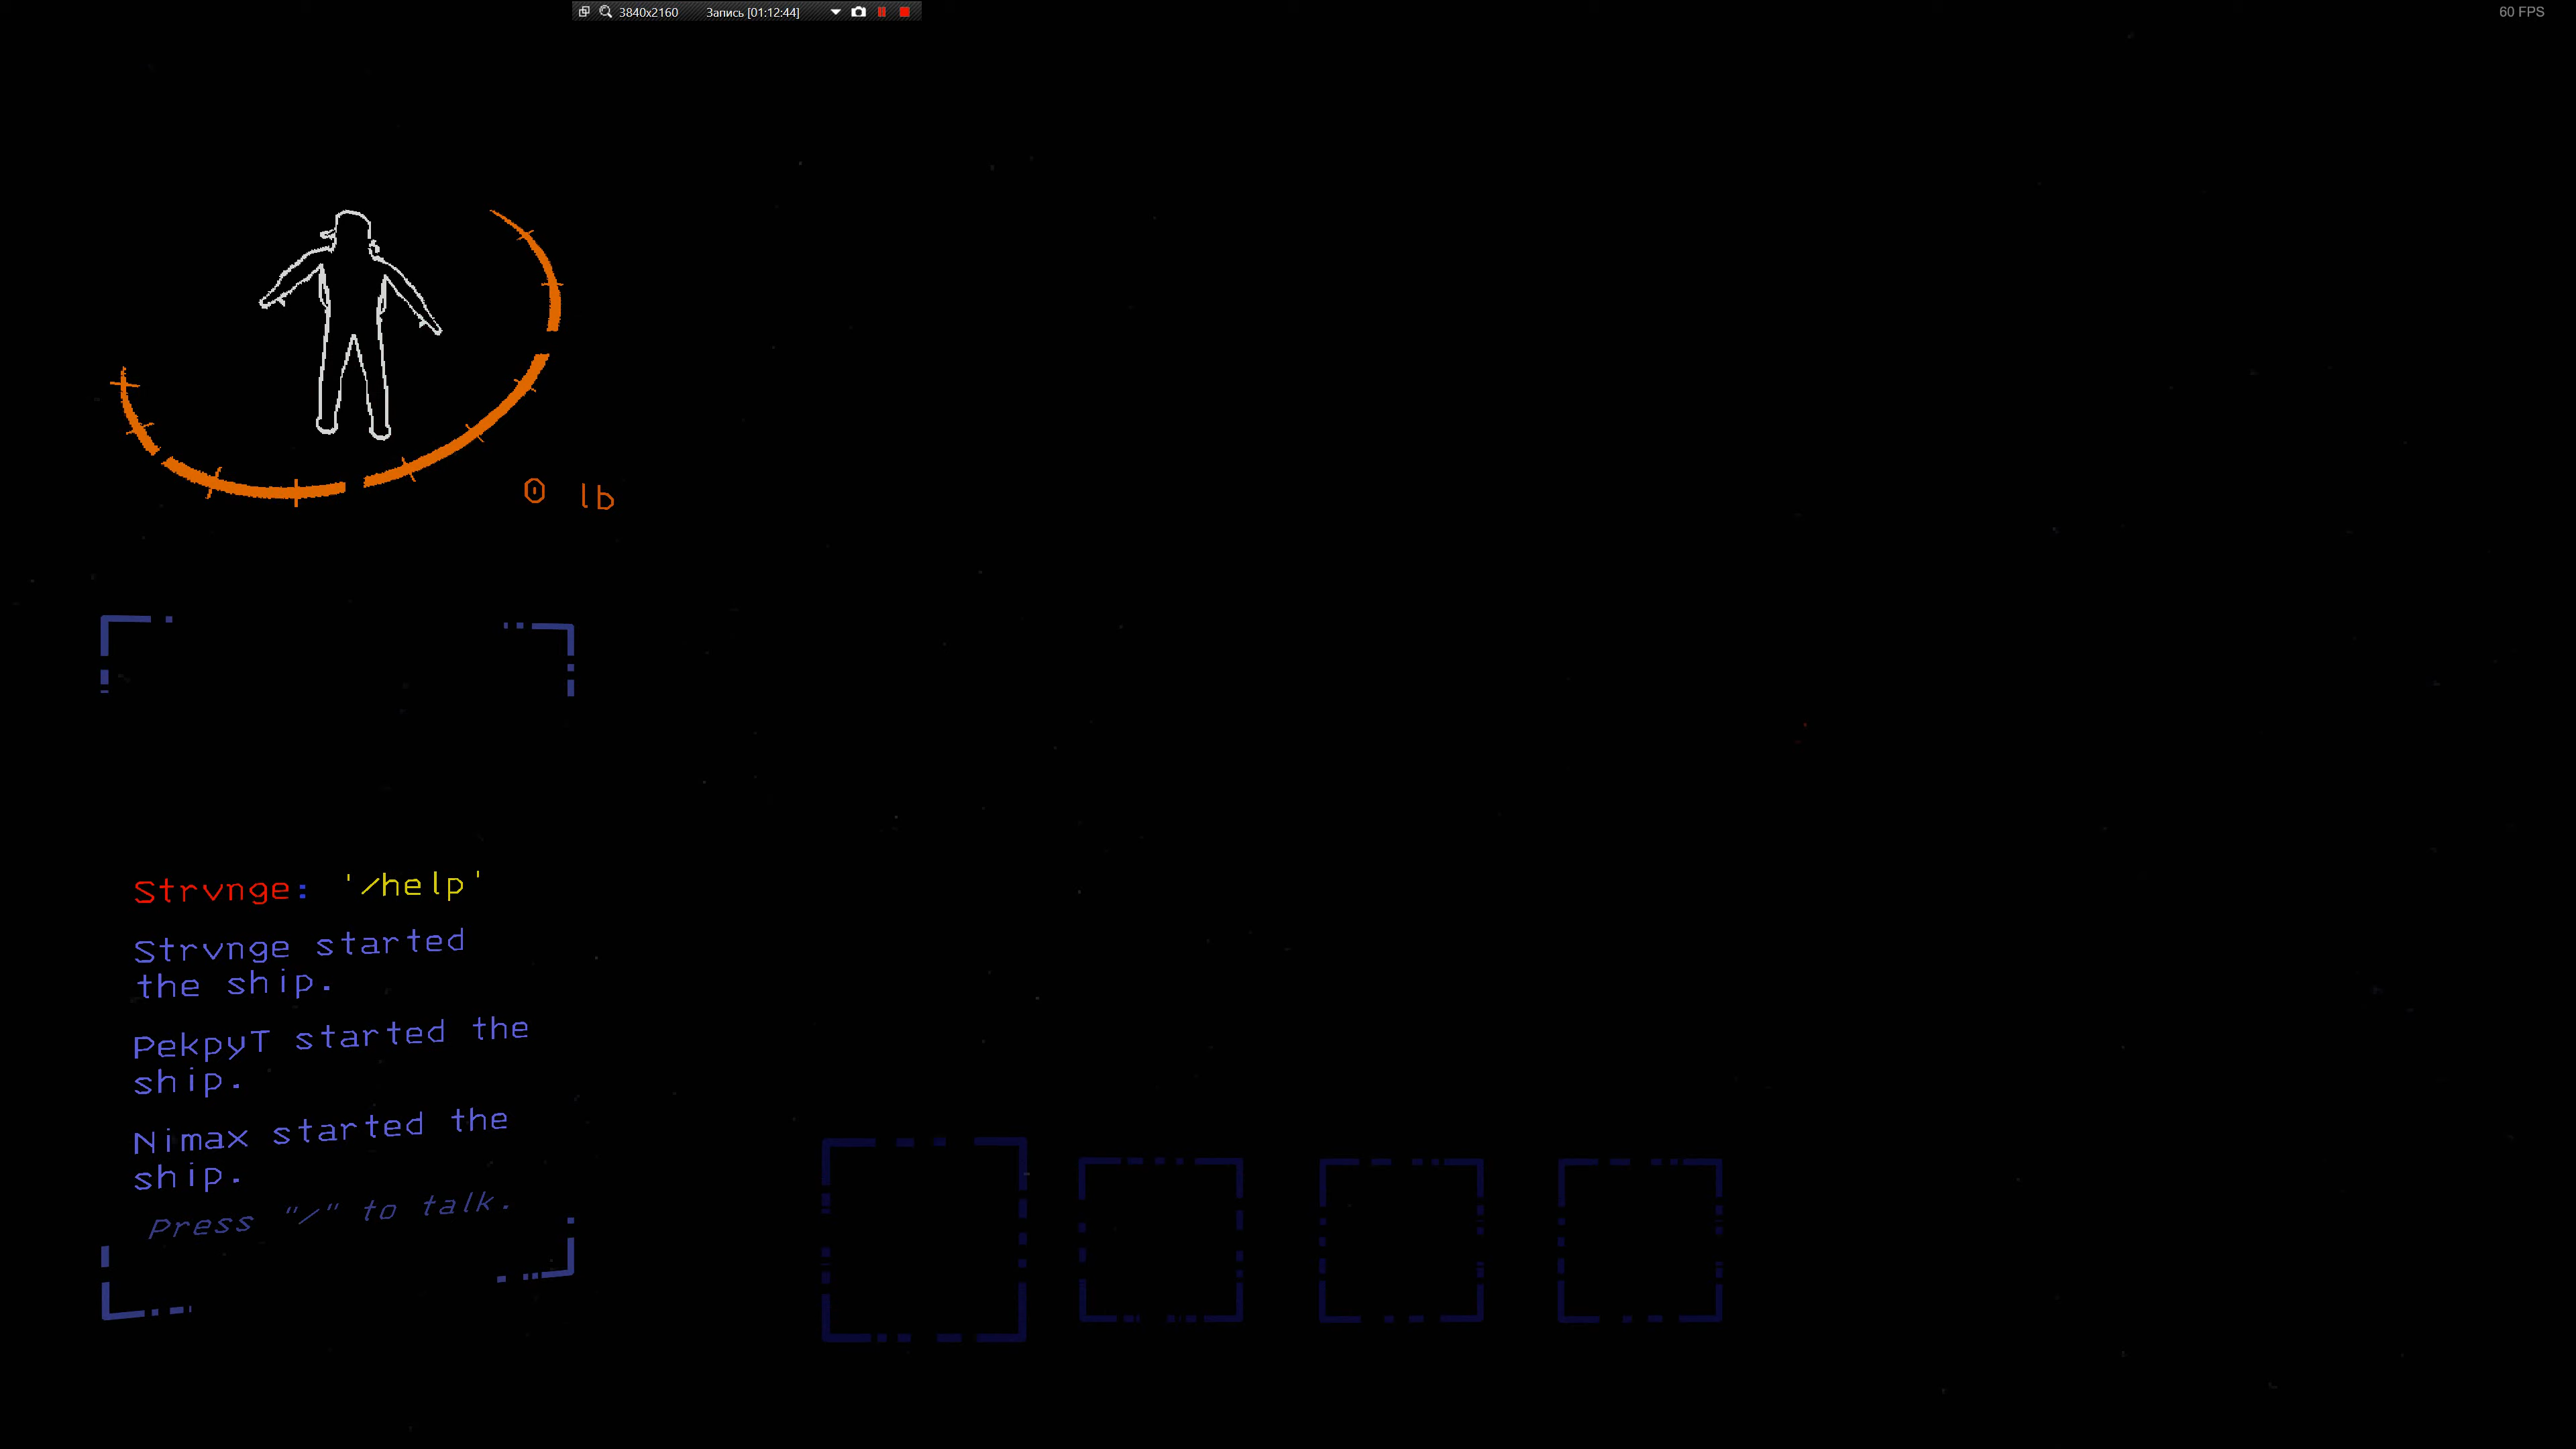 3840x2160 Запись [01:12:44]
60 FPS
0 lb
Strvnge: '/help'
Strvnge started
the ship.
PekpyT started the
ship.
Nimax started the
ship.
Press "/" to talk.